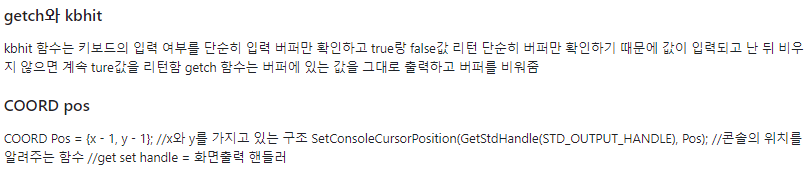 getch와 kbhit
kbhit 함수는 키보드의 입력 여부를 단순히 입력 버퍼만 확인하고 true랑 false값 리턴 단순히 버퍼만 확인하기 때문에 값이 입력되고 난 뒤 비우
지 않으면 계속 ture값을 리턴함 getch 함수는 버퍼에 있는 값을 그대로 출력하고 버퍼를 비워줌
COORD pos
COORD Pos = {x - 1, y - 1}; //x와 y를 가지고 있는 구조 SetConsoleCursorPosition(GetStdHandle(STD_OUTPUT_HANDLE), Pos); //콘솔의 위치를
알려주는 함수 //get set handle = 화면출력 핸들러